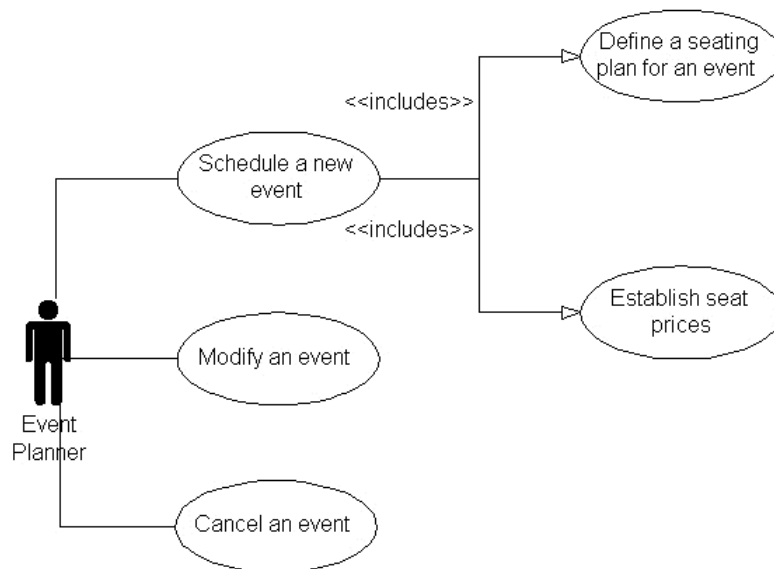 Define a seating
plan for an event
<<includes>>
Schedule a new
event
<<includes>>
Establish seat
prices
Modify an event
Event
Planner
Cancel an event